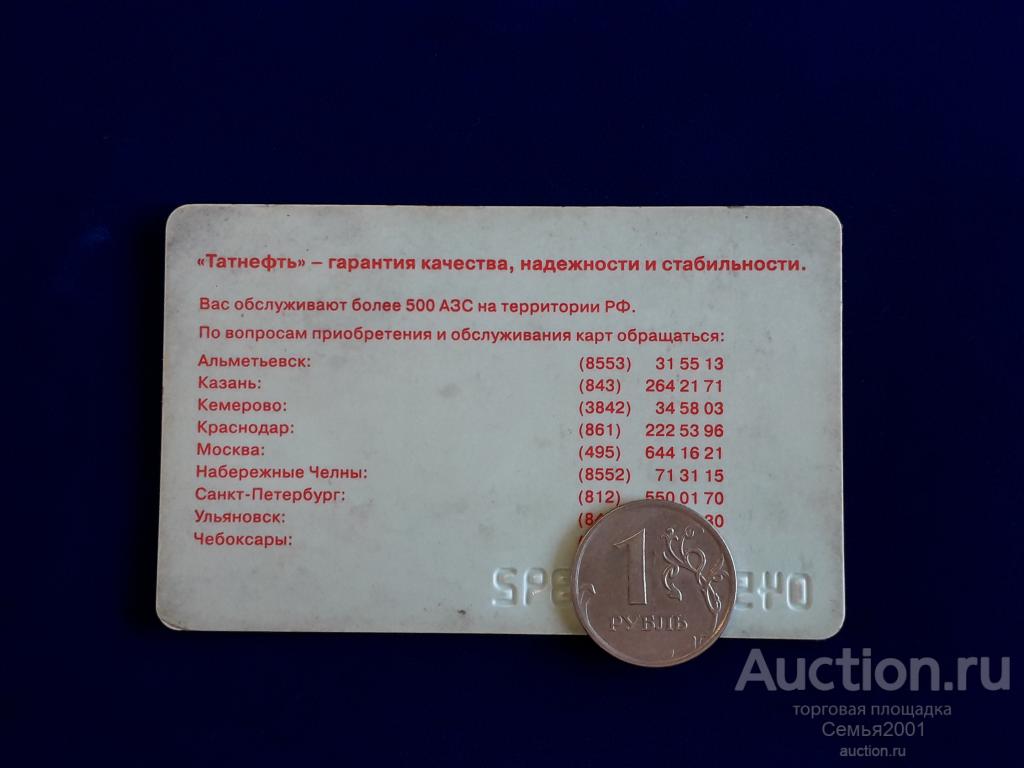 «Татнефть» – гарантия качества, надежности и стабильности.
Вас обслуживают более 500 АЗС на территории РФ.
По вопросам приобретения и обслуживания карт обращаться:
Альметьевск: (8553) 31 55 13
Казань: (843) 264 21 71
Кемерово: (3842) 34 58 03
Краснодар: (861) 222 53 96
Москва: (495) 644 16 21
Набережные Челны: (8552) 71 31 15
Санкт-Петербург: (812) 550 01 70
Ульяновск: 30
Чебоксары:
1
РУБЛЬ
Auction.ru
торговая площадка
Семья2001
auction.ru